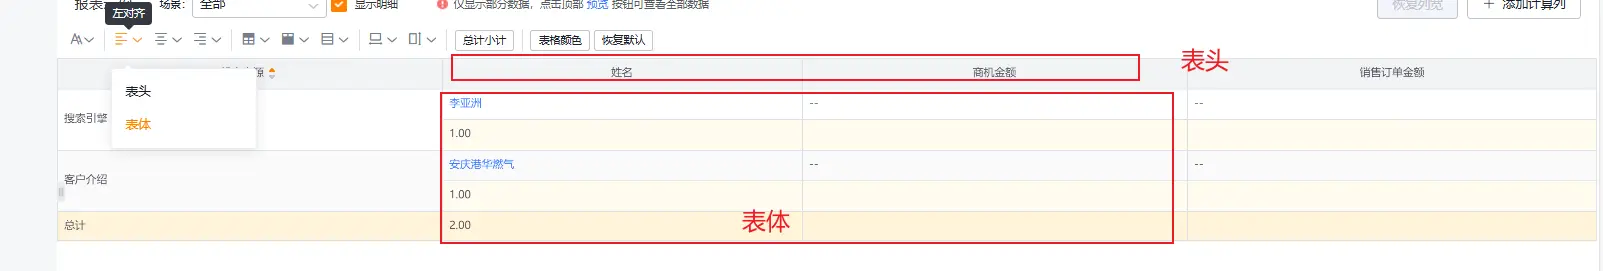 场景: 全部 显示明细 仅显示部分数据，点击顶部 预览 按钮可查看全部数据 恢复列宽 + 添加计算列
左对齐
总计小计 表格颜色 恢复默认
源 姓名 商机金额 表头 销售订单金额
表头
表体
搜索引擎 李亚洲 -- --
1.00
客户介绍 安庆港华燃气 -- --
1.00
总计 2.00 表体